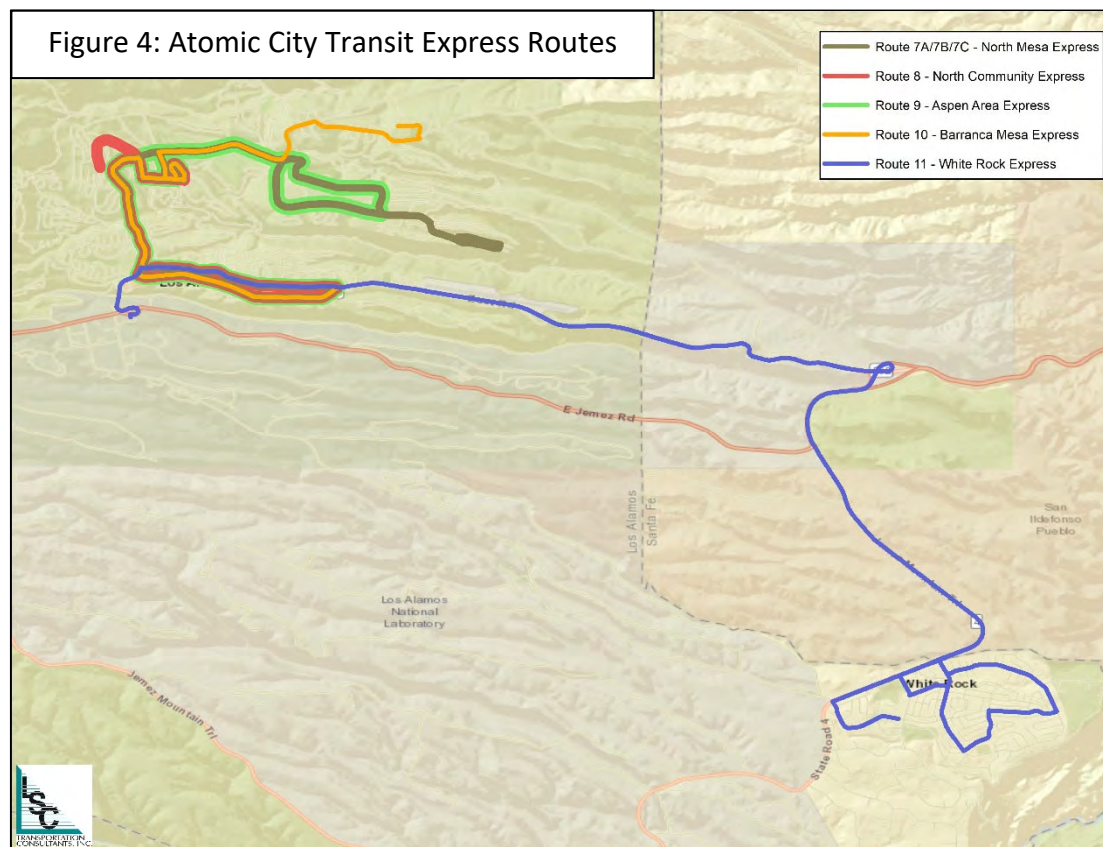 Figure 4: Atomic City Transit Express Routes
Route 7A/7B/7C - North Mesa Express
Route 8 - North Community Express
Route 9 - Aspen Area Express
Route 10 - Barranca Mesa Express
Route 11 - White Rock Express
E Jemez Rd
Los Alamos
Santa Fe
San
Ildefonso
Pueblo
Los Alamos
National
Laboratory
4
White Rock
Jemez Mountain Trl
State Road 4
LSC
TRANSPORTATION
CONSULTANTS, INC.